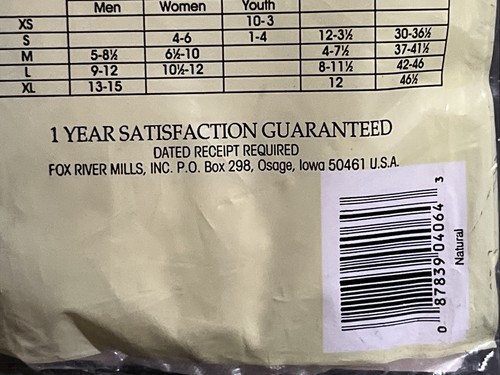 Men Women Youth
XS 10-3
S 4-6 1-4 12-3½ 30-36½
M 5-8½ 6½-10 4-7½ 37-41½
L 9-12 10½-12 8-11½ 42-46
XL 13-15 12 46½
1 YEAR SATISFACTION GUARANTEED
DATED RECEIPT REQUIRED
FOX RIVER MILLS, INC. P.O. Box 298, Osage, Iowa 50461 U.S.A.
0 87839 04064 3
Natural